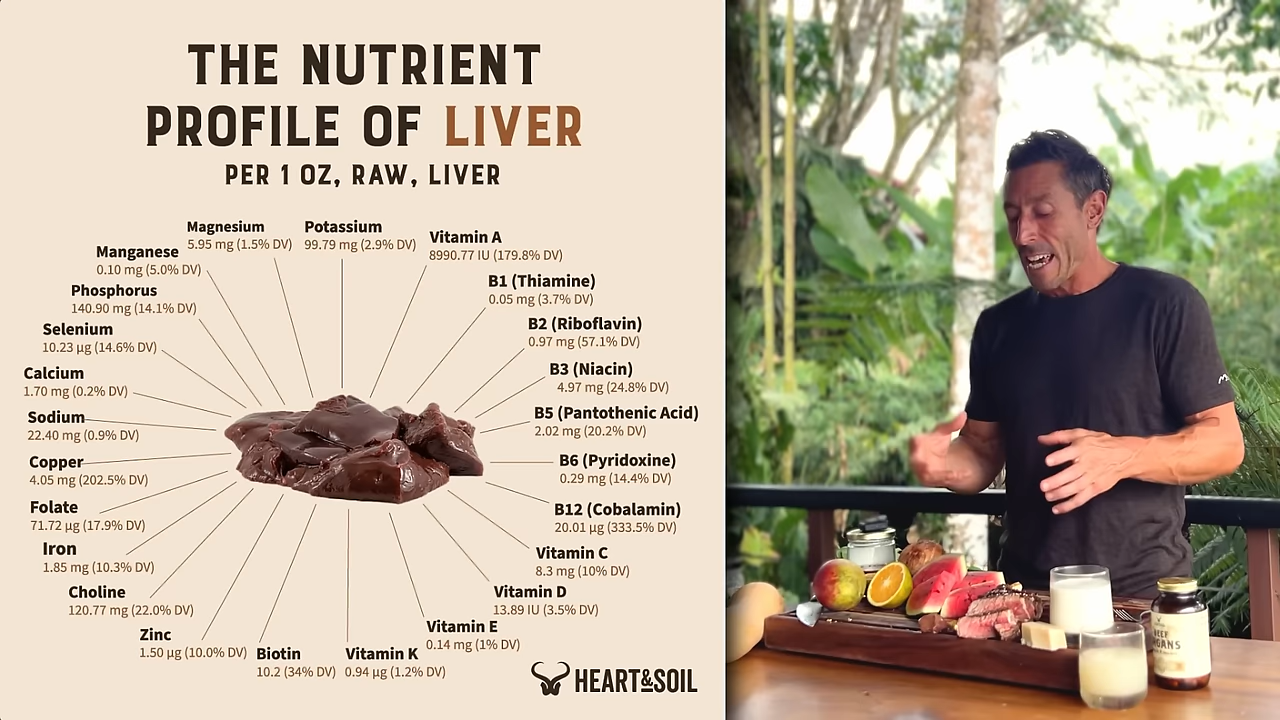 THE NUTRIENT
PROFILE OF LIVER
PER 1 OZ, RAW, LIVER
Magnesium
5.95 mg (1.5% DV)
Potassium
99.79 mg (2.9% DV)
Vitamin A
8990.77 IU (179.8% DV)
Manganese
0.10 mg (5.0% DV)
B1 (Thiamine)
0.05 mg (3.7% DV)
Phosphorus
140.90 mg (14.1% DV)
B2 (Riboflavin)
0.97 mg (57.1% DV)
Selenium
10.23 µg (14.6% DV)
B3 (Niacin)
4.97 mg (24.8% DV)
Calcium
1.70 mg (0.2% DV)
B5 (Pantothenic Acid)
2.02 mg (20.2% DV)
Sodium
22.40 mg (0.9% DV)
B6 (Pyridoxine)
0.29 mg (14.4% DV)
Copper
4.05 mg (202.5% DV)
B12 (Cobalamin)
20.01 µg (333.5% DV)
Folate
71.72 µg (17.9% DV)
Vitamin C
8.3 mg (10% DV)
Iron
1.85 mg (10.3% DV)
Vitamin D
13.89 IU (3.5% DV)
Choline
120.77 mg (22.0% DV)
Vitamin E
0.14 mg (1% DV)
Zinc
1.50 µg (10.0% DV)
Biotin
10.2 (34% DV)
Vitamin K
0.94 µg (1.2% DV)
HEART&SOIL